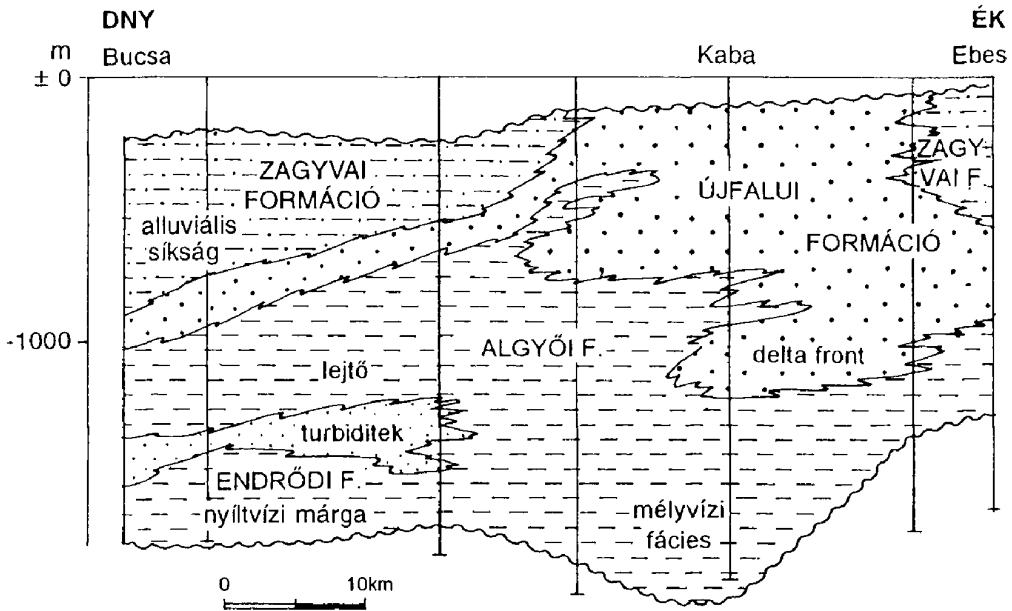 DNY
ÉK
m
Bucsa
Kaba
Ebes
± 0
ZAGYVAI
FORMÁCIÓ
alluviális
síkság
ÚJFALUI
FORMÁCIÓ
ZAGY
VAI F.
-1000
ALGYŐI F.
lejtő
delta front
turbiditek
ENDRŐDI F.
nyíltvízi márga
mélyvízi
fácies
0
10km